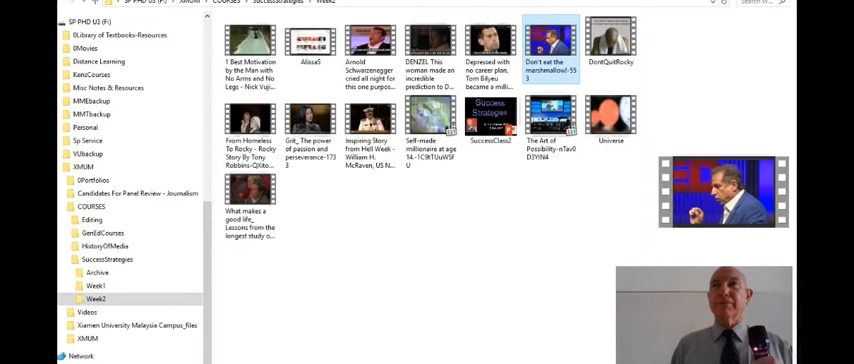 SP PHD U3 (F:) > XMUM > COURSES > SuccessStrategies > Week2
Search W...
SP PHD U3 (F:)
0Library of Textbooks-Resources
0Movies
Distance Learning
KensCourses
Misc Notes & Resources
MMEbackup
MMTbackup
Personal
Sp Service
VUbackup
XMUM
0Portfolios
Candidates For Panel Review - Journalism
COURSES
Editing
GenEdCourses
HistoryOfMedia
SuccessStrategies
Archive
Week1
Week2
Videos
Xiamen University Malaysia Campus_files
XMUM
Network
1 Best Motivation
by the Man with
No Arms and No
Legs - Nick Vuji...
AlissaS
Arnold
Schwarzenegger
cried all night for
this one purpos...
DENZEL This
woman made an
incredible
prediction to D...
Depressed with
no career plan,
Tom Bilyeu
became a milli...
Don't eat the
marshmallow!-55
3
DontQuitRocky
From Homeless
To Rocky - Rocky
Story By Tony
Robbins-QXito...
Grit_ The power
of passion and
perseverance-173
3
Inspiring Story
from Hell Week -
William H.
McRaven, US N...
Self-made
millionaire at age
14.-1C9tTUuWSf
U
Success
Strategies
SuccessClass2
The Art of
Possibility-nTav0
D3YIN4
Universe
What makes a
good life_
Lessons from the
longest study o...